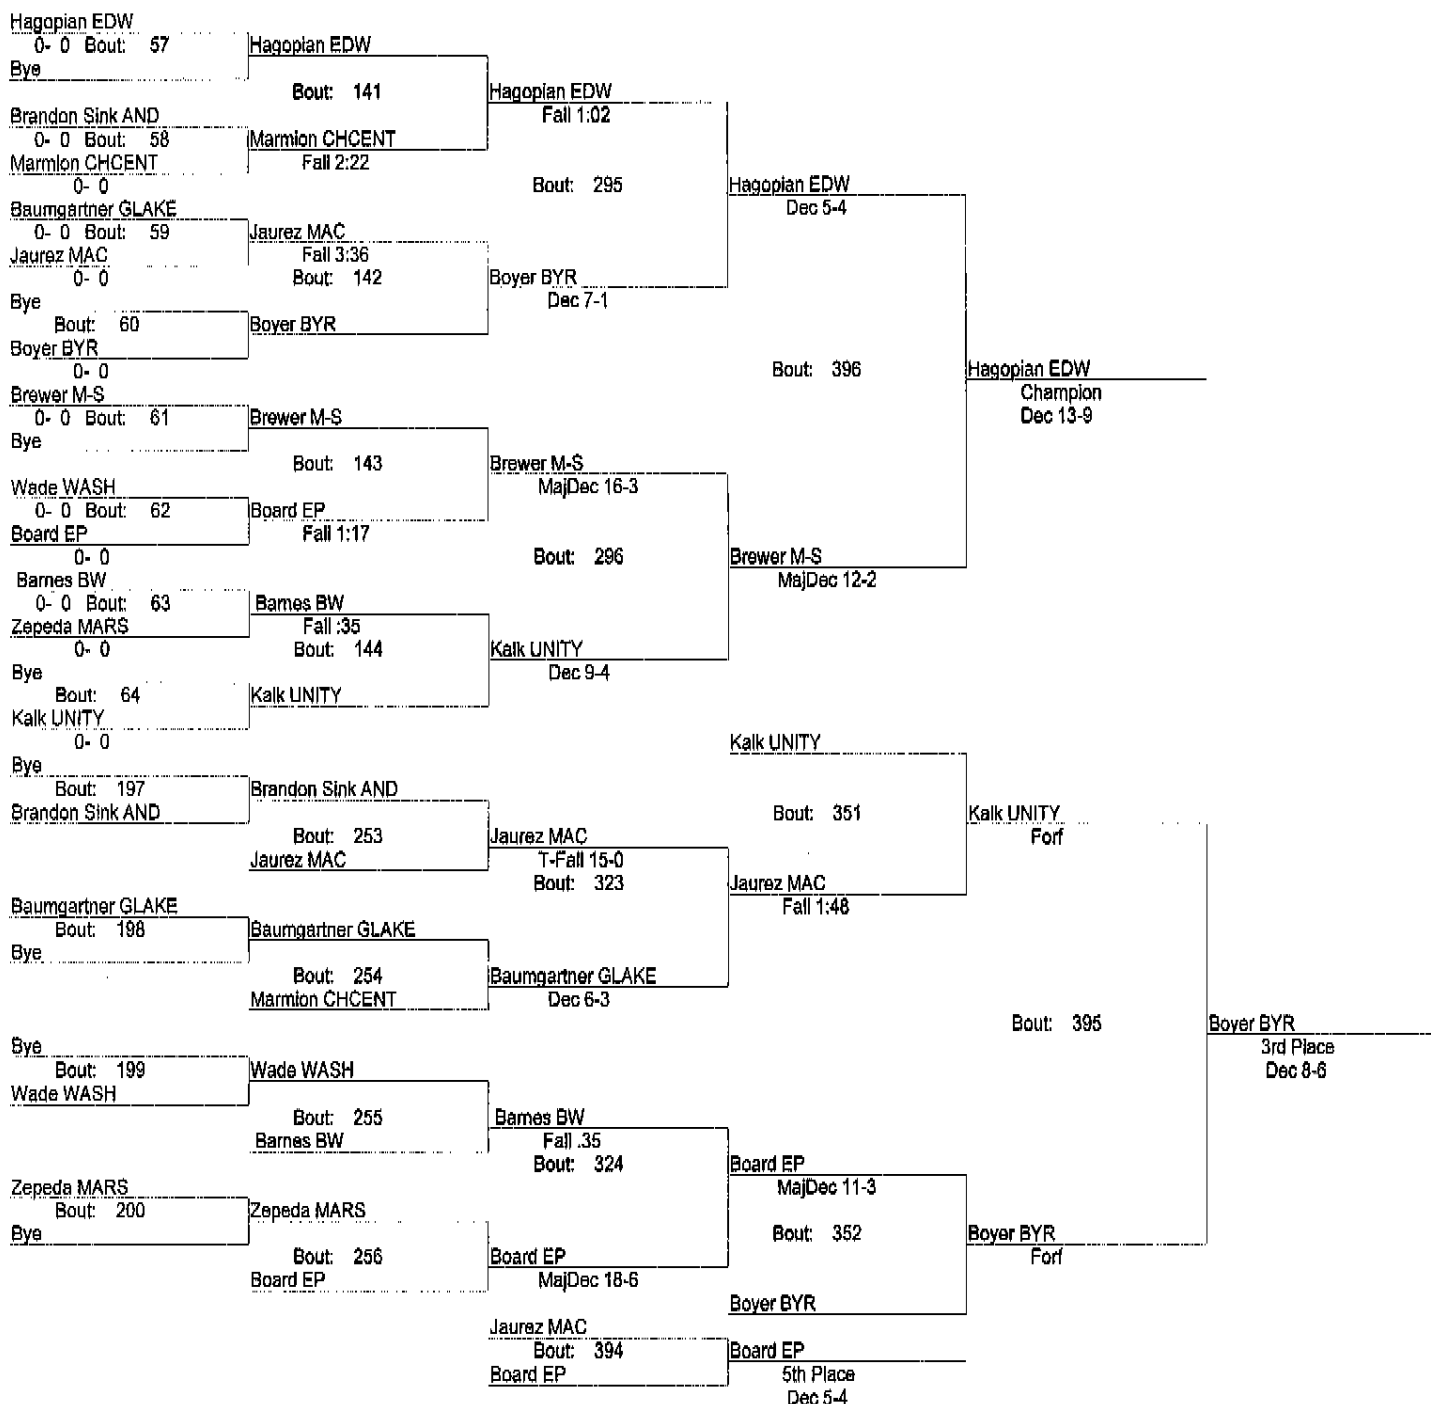 Hagopian EDW
0- 0 Bout: 57
Bye
Hagopian EDW
Bout: 141
Brandon Sink AND
0- 0 Bout: 58
Marmion CHCENT
0- 0
Marmion CHCENT
Fall 2:22
Hagopian EDW
Fall 1:02
Bout: 295
Baumgartner GLAKE
0- 0 Bout: 59
Jaurez MAC
0- 0
Jaurez MAC
Fall 3:36
Bout: 142
Bye
Bout: 60
Boyer BYR
0- 0
Boyer BYR
Boyer BYR
Dec 7-1
Hagopian EDW
Dec 5-4
Bout: 396
Brewer M-S
0- 0 Bout: 61
Bye
Brewer M-S
Bout: 143
Wade WASH
0- 0 Bout: 62
Board EP
0- 0
Board EP
Fall 1:17
Brewer M-S
MajDec 16-3
Bout: 296
Barnes BW
0- 0 Bout: 63
Zepeda MARS
0- 0
Barnes BW
Fall :35
Bout: 144
Bye
Bout: 64
Kalk UNITY
0- 0
Kalk UNITY
Kalk UNITY
Dec 9-4
Brewer M-S
MajDec 12-2
Hagopian EDW
Champion
Dec 13-9
Bye
Bout: 197
Brandon Sink AND
Brandon Sink AND
Bout: 253
Jaurez MAC
Jaurez MAC
T-Fall 15-0
Bout: 323
Baumgartner GLAKE
Bout: 198
Bye
Baumgartner GLAKE
Bout: 254
Marmion CHCENT
Baumgartner GLAKE
Dec 6-3
Kalk UNITY
Bout: 351
Jaurez MAC
Fall 1:48
Kalk UNITY
Forf
Bout: 395
Bye
Bout: 199
Wade WASH
Wade WASH
Bout: 255
Barnes BW
Barnes BW
Fall .35
Bout: 324
Zepeda MARS
Bout: 200
Bye
Zepeda MARS
Bout: 256
Board EP
Board EP
MajDec 18-6
Board EP
MajDec 11-3
Bout: 352
Boyer BYR
Boyer BYR
Forf
Boyer BYR
3rd Place
Dec 8-6
Jaurez MAC
Bout: 394
Board EP
Board EP
5th Place
Dec 5-4